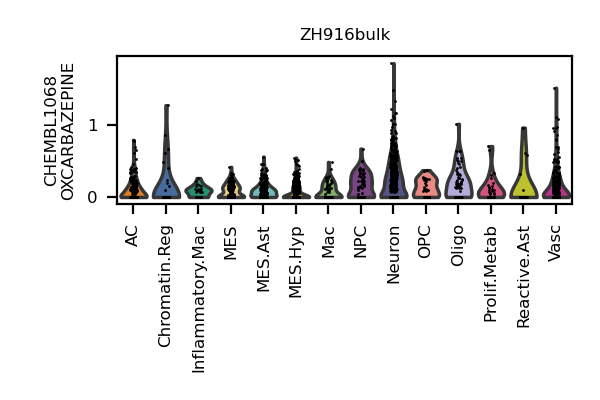 ZH916bulk
CHEMBL1068
OXCARBAZEPINE
1
0
AC
Chromatin.Reg
Inflammatory.Mac
MES
MES.Ast
MES.Hyp
Mac
NPC
Neuron
OPC
Oligo
Prolif.Metab
Reactive.Ast
Vasc